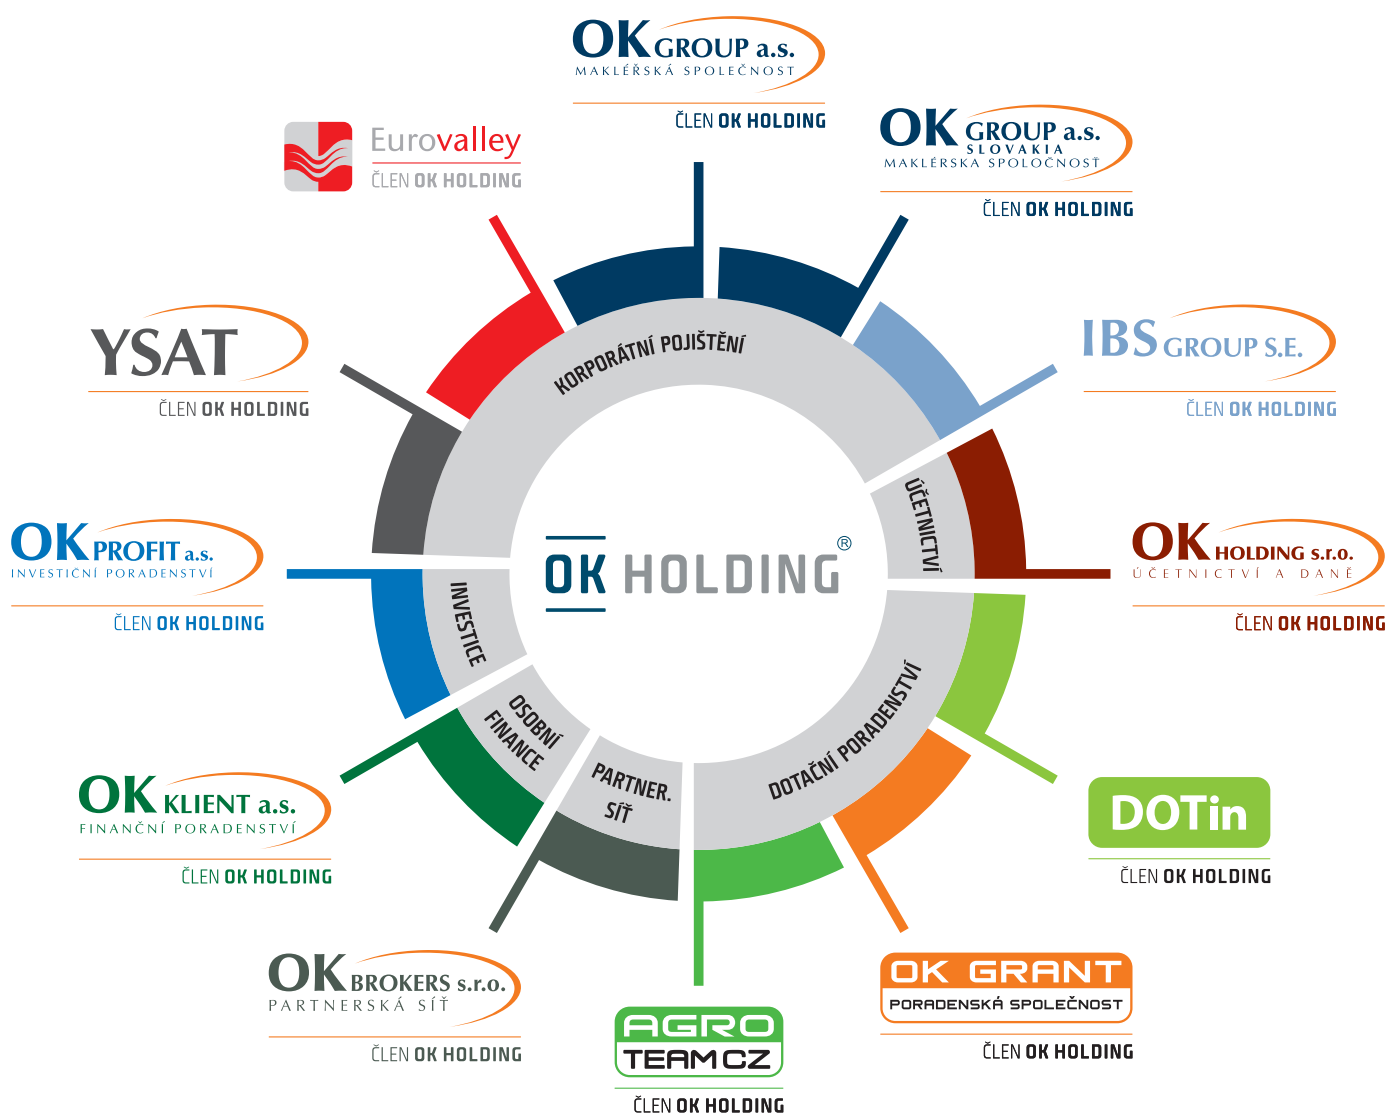 OK GROUP a.s.
MAKLÉŘSKÁ SPOLEČNOST
ČLEN OK HOLDING
OK GROUP a.s.
SLOVAKIA
MAKLÉRSKA SPOLOČNOSŤ
ČLEN OK HOLDING
Eurovalley
ČLEN OK HOLDING
YSAT
ČLEN OK HOLDING
IBS GROUP S.E.
ČLEN OK HOLDING
KORPORÁTNÍ POJIŠTĚNÍ
ÚČETNICTVÍ
OK PROFIT a.s.
INVESTIČNÍ PORADENSTVÍ
ČLEN OK HOLDING
OK HOLDING®
OK HOLDING s.r.o.
ÚČETNICTVÍ A DANĚ
ČLEN OK HOLDING
INVESTICE
OSOBNÍ
FINANCE
PARTNER.
SÍŤ
DOTAČNÍ PORADENSTVÍ
OK KLIENT a.s.
FINANČNÍ PORADENSTVÍ
ČLEN OK HOLDING
DOTin
ČLEN OK HOLDING
OK BROKERS s.r.o.
PARTNERSKÁ SÍŤ
ČLEN OK HOLDING
OK GRANT
PORADENSKÁ SPOLEČNOST
ČLEN OK HOLDING
AGRO
TEAM CZ
ČLEN OK HOLDING